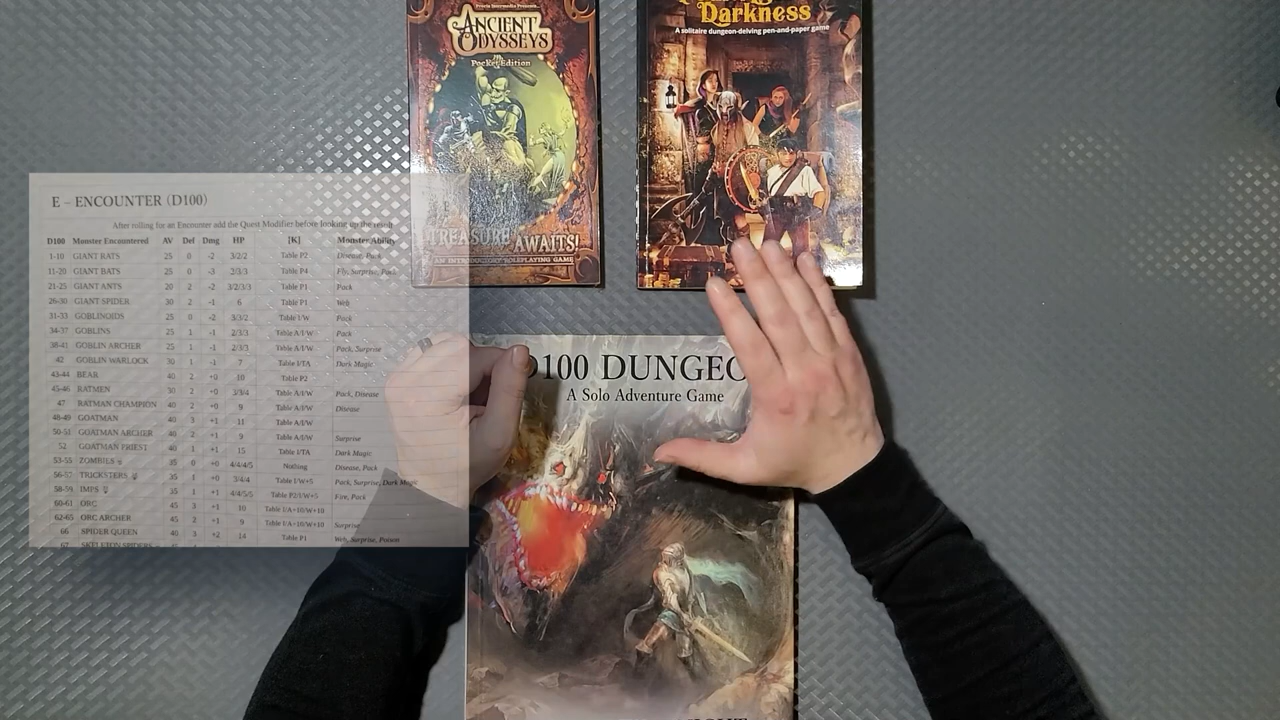 Precis Intermedia Presents...
ANCIENT
ODYSSEYS
Pocket Edition
TREASURE AWAITS!
AN INTRODUCTORY ROLEPLAYING GAME
Darkness
A solitaire dungeon-delving pen-and-paper game
D100 DUNGEO
A Solo Adventure Game
E – ENCOUNTER (D100)
After rolling for an Encounter add the Quest Modifier before looking up the result
D100 Monster Encountered AV Def Dmg HP [K] Monster Ability
1-10 GIANT RATS 25 0 -2 3/2/2 Table P2 Disease, Pack
11-20 GIANT BATS 25 0 -3 2/3/3 Table P4 Fly, Surprise, Pack
21-25 GIANT ANTS 20 2 -2 3/2/3/3 Table P1 Pack
26-30 GIANT SPIDER 30 2 -1 6 Table P1 Web
31-33 GOBLINOIDS 25 0 -2 3/3/2 Table I/W Pack
34-37 GOBLINS 25 1 -1 2/3/3 Table A/I/W Pack
38-41 GOBLIN ARCHER 25 1 -1 2/3/3 Table A/I/W Pack, Surprise
42 GOBLIN WARLOCK 30 1 -1 7 Table I/TA Dark Magic
43-44 BEAR 40 2 +0 10 Table P2
45-46 RATMEN 30 2 +0 3/3/4 Table A/I/W Pack, Disease
47 RATMAN CHAMPION 40 2 +0 9 Table A/I/W Disease
48-49 GOATMAN 40 3 +1 11 Table A/I/W
50-51 GOATMAN ARCHER 40 2 +1 9 Table A/I/W Surprise
52 GOATMAN PRIEST 40 1 +1 15 Table I/TA Dark Magic
53-55 ZOMBIES 35 0 +0 4/4/4/5 Nothing Disease, Pack
56-57 TRICKSTERS 35 1 +0 3/4/4 Table I/W+5 Pack, Surprise, Dark Magic
58-59 IMPS 35 1 +1 4/4/5/5 Table P2/I/W+5 Fire, Pack
60-61 ORC 45 3 +1 10 Table I/A+10/W+10
62-65 ORC ARCHER 45 2 +1 9 Table I/A+10/W+10 Surprise
66 SPIDER QUEEN 40 3 +2 14 Table P1 Web, Surprise, Poison
67 SKELETON SPIDERS